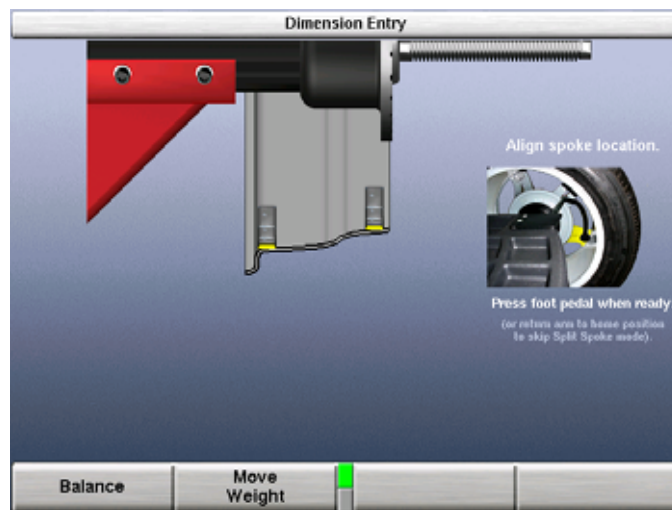 Dimension Entry
Align spoke location.
Press foot pedal when ready
(or return arm to home position
to skip Split Spoke mode).
Balance
Move
Weight